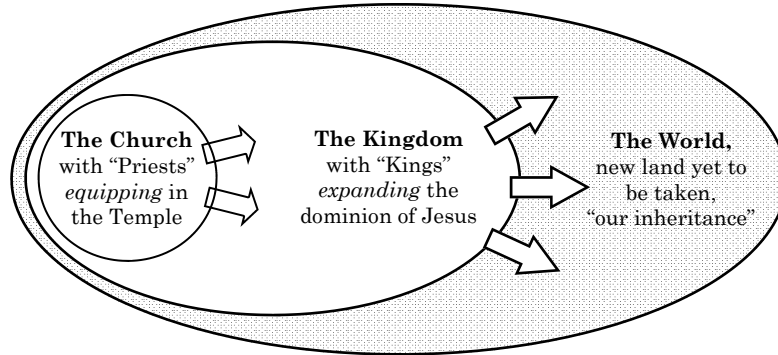 The Church
with “Priests”
equipping in
the Temple
The Kingdom
with “Kings”
expanding the
dominion of Jesus
The World,
new land yet to
be taken,
“our inheritance”